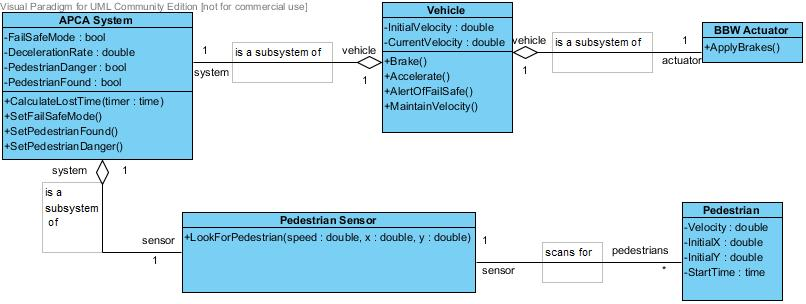 Visual Paradigm for UML Community Edition [not for commercial use]
APCA System
-FailSafeMode : bool
-DecelerationRate : double
-PedestrianDanger : bool
-PedestrianFound : bool
+CalculateLostTime(timer : time)
+SetFailSafeMode()
+SetPedestrianFound()
+SetPedestrianDanger()
1
system
is a subsystem of
vehicle
1
Vehicle
-InitialVelocity : double
-CurrentVelocity : double
+Brake()
+Accelerate()
+AlertOfFailSafe()
+MaintainVelocity()
vehicle
1
is a subsystem of
1
actuator
BBW Actuator
+ApplyBrakes()
system
1
is a
subsystem
of
sensor
1
Pedestrian Sensor
+LookForPedestrian(speed : double, x : double, y : double)
1
sensor
scans for
pedestrians
*
Pedestrian
-Velocity : double
-InitialX : double
-InitialY : double
-StartTime : time